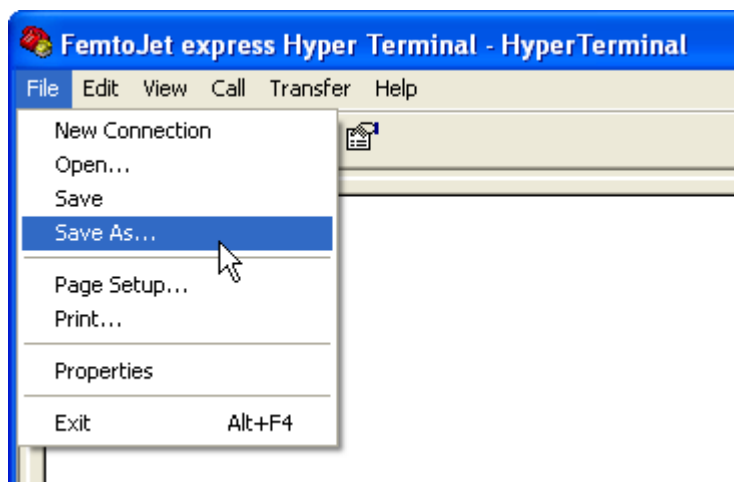 FemtoJet express Hyper Terminal - HyperTerminal
File Edit View Call Transfer Help
New Connection
Open...
Save
Save As...
Page Setup...
Print...
Properties
Exit Alt+F4